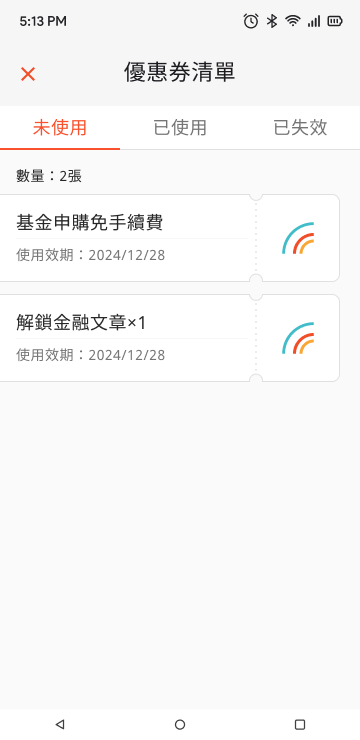 5:13 PM
優惠券清單
未使用
已使用
已失效
數量：2張
基金申購免手續費
使用效期：2024/12/28
解鎖金融文章×1
使用效期：2024/12/28